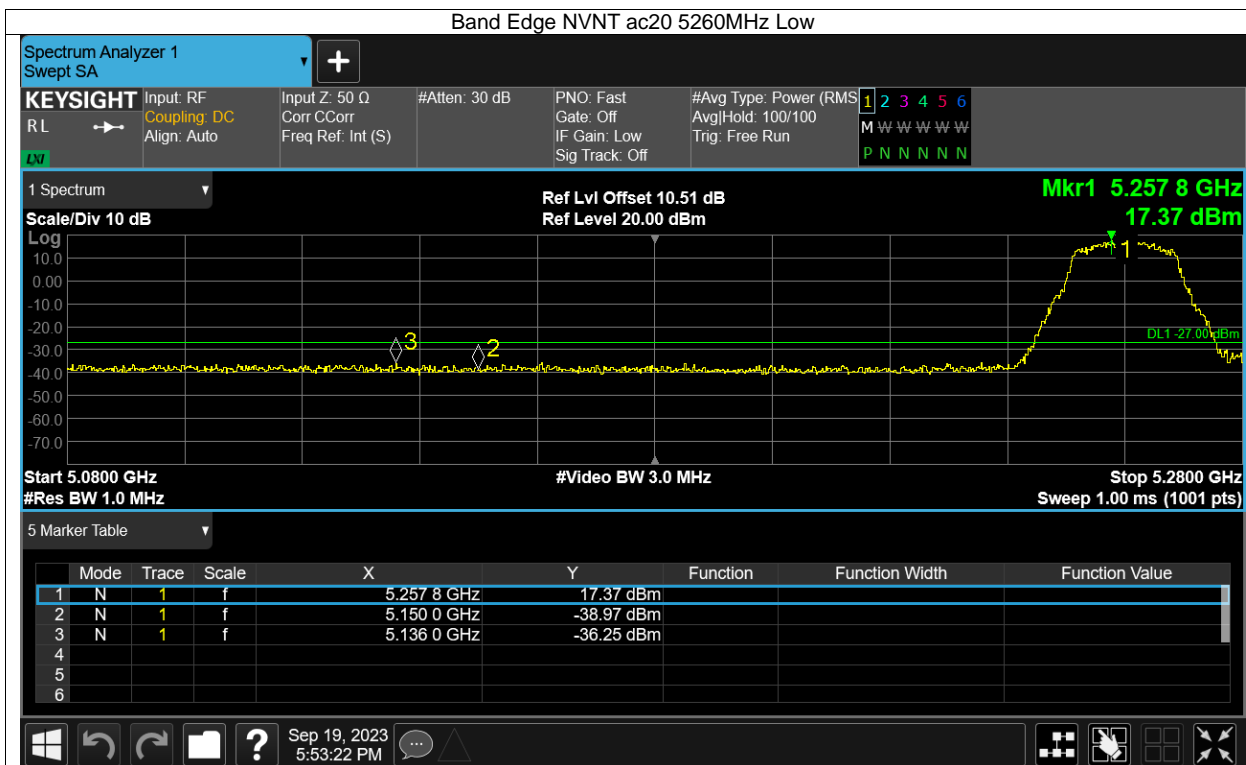 Band Edge NVNT ac20 5260MHz Low
Spectrum Analyzer 1
Swept SA
KEYSIGHT
RL
LXI
Input: RF
Coupling: DC
Align: Auto
Input Z: 50 Ω
Corr CCorr
Freq Ref: Int (S)
#Atten: 30 dB
PNO: Fast
Gate: Off
IF Gain: Low
Sig Track: Off
#Avg Type: Power (RMS
Avg|Hold: 100/100
Trig: Free Run
1 2 3 4 5 6
M W W W W W
P N N N N N
1 Spectrum
Scale/Div 10 dB
Ref Lvl Offset 10.51 dB
Ref Level 20.00 dBm
Mkr1 5.257 8 GHz
17.37 dBm
Log
10.0
0.00
-10.0
-20.0
-30.0
-40.0
-50.0
-60.0
-70.0
1
3
2
DL1 -27.00 dBm
Start 5.0800 GHz
#Video BW 3.0 MHz
Stop 5.2800 GHz
#Res BW 1.0 MHz
Sweep 1.00 ms (1001 pts)
5 Marker Table
Mode Trace Scale X Y Function Function Width Function Value
1 N 1 f 5.257 8 GHz 17.37 dBm
2 N 1 f 5.150 0 GHz -38.97 dBm
3 N 1 f 5.136 0 GHz -36.25 dBm
4
5
6
?
Sep 19, 2023
5:53:22 PM